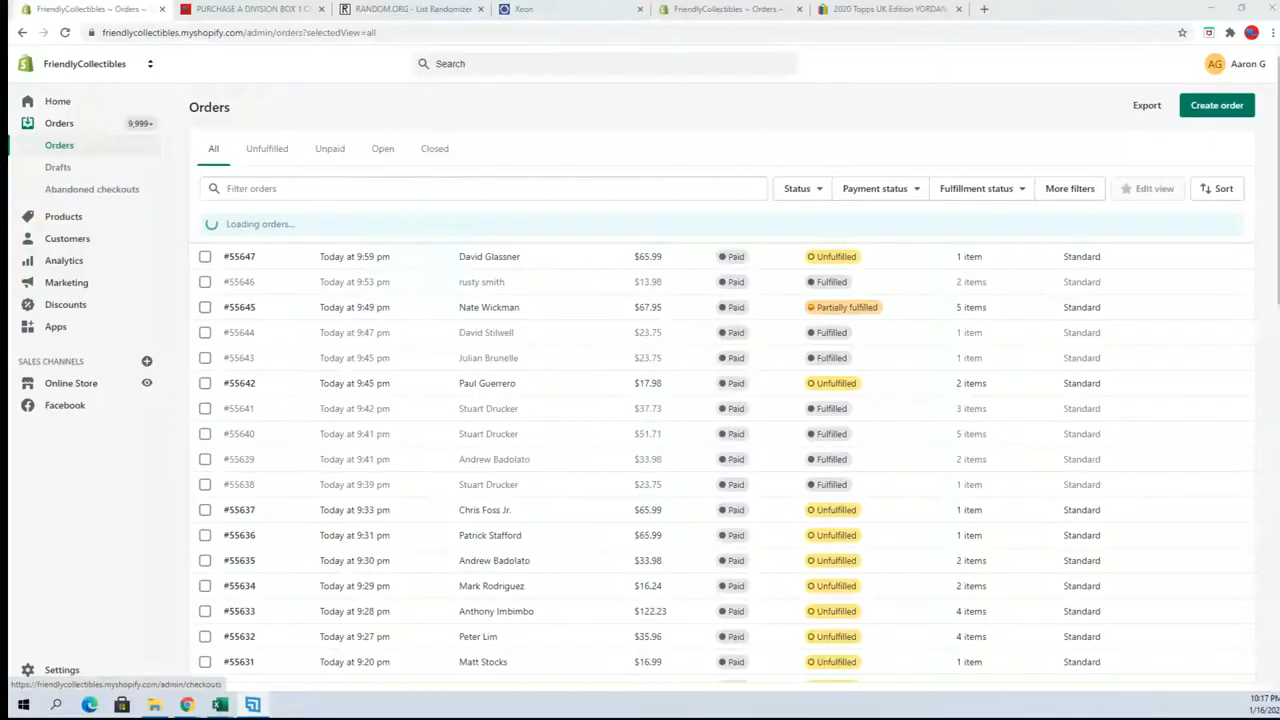 FriendlyCollectibles ~ Orders ~
PURCHASE A DIVISION BOX 1 C
RANDOM.ORG - List Randomizer
Xeon
FriendlyCollectibles ~ Orders ~
2020 Topps UK Edition YORDAN
friendlycollectibles.myshopify.com/admin/orders?selectedView=all
FriendlyCollectibles
Search
AG Aaron G
Home
Orders 9,999+
Orders
Drafts
Abandoned checkouts
Products
Customers
Analytics
Marketing
Discounts
Apps
SALES CHANNELS
Online Store
Facebook
Settings
Orders
Export
Create order
All Unfulfilled Unpaid Open Closed
Filter orders
Status Payment status Fulfillment status More filters Edit view Sort
Loading orders...
#55647 Today at 9:59 pm David Glassner $65.99 Paid Unfulfilled 1 item Standard
#55646 Today at 9:53 pm rusty smith $13.98 Paid Fulfilled 2 items Standard
#55645 Today at 9:49 pm Nate Wickman $67.95 Paid Partially fulfilled 5 items Standard
#55644 Today at 9:47 pm David Stilwell $23.75 Paid Fulfilled 1 item Standard
#55643 Today at 9:45 pm Julian Brunelle $23.75 Paid Fulfilled 1 item Standard
#55642 Today at 9:45 pm Paul Guerrero $17.98 Paid Unfulfilled 2 items Standard
#55641 Today at 9:42 pm Stuart Drucker $37.73 Paid Fulfilled 3 items Standard
#55640 Today at 9:41 pm Stuart Drucker $51.71 Paid Fulfilled 5 items Standard
#55639 Today at 9:41 pm Andrew Badolato $33.98 Paid Fulfilled 2 items Standard
#55638 Today at 9:39 pm Stuart Drucker $23.75 Paid Fulfilled 1 item Standard
#55637 Today at 9:33 pm Chris Foss Jr. $65.99 Paid Unfulfilled 1 item Standard
#55636 Today at 9:31 pm Patrick Stafford $65.99 Paid Unfulfilled 1 item Standard
#55635 Today at 9:30 pm Andrew Badolato $33.98 Paid Unfulfilled 2 items Standard
#55634 Today at 9:29 pm Mark Rodriguez $16.24 Paid Unfulfilled 2 items Standard
#55633 Today at 9:28 pm Anthony Imbimbo $122.23 Paid Unfulfilled 4 items Standard
#55632 Today at 9:27 pm Peter Lim $35.96 Paid Unfulfilled 4 items Standard
#55631 Today at 9:20 pm Matt Stocks $16.99 Paid Unfulfilled 1 item Standard
https://friendlycollectibles.myshopify.com/admin/checkouts
10:17 PM
1/16/202